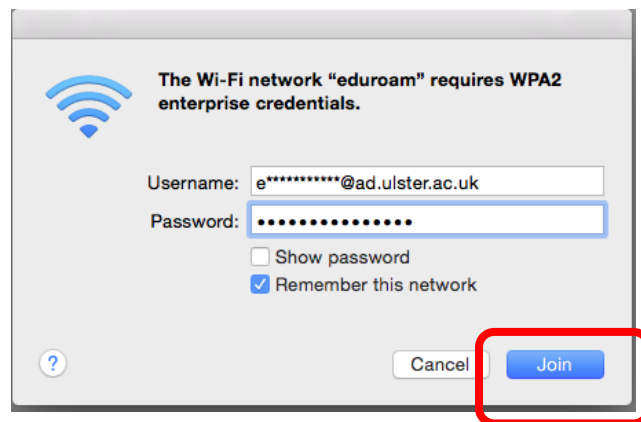 The Wi-Fi network “eduroam” requires WPA2
enterprise credentials.
Username: e***********@ad.ulster.ac.uk
Password: •••••••••••••••
Show password
Remember this network
? Cancel Join